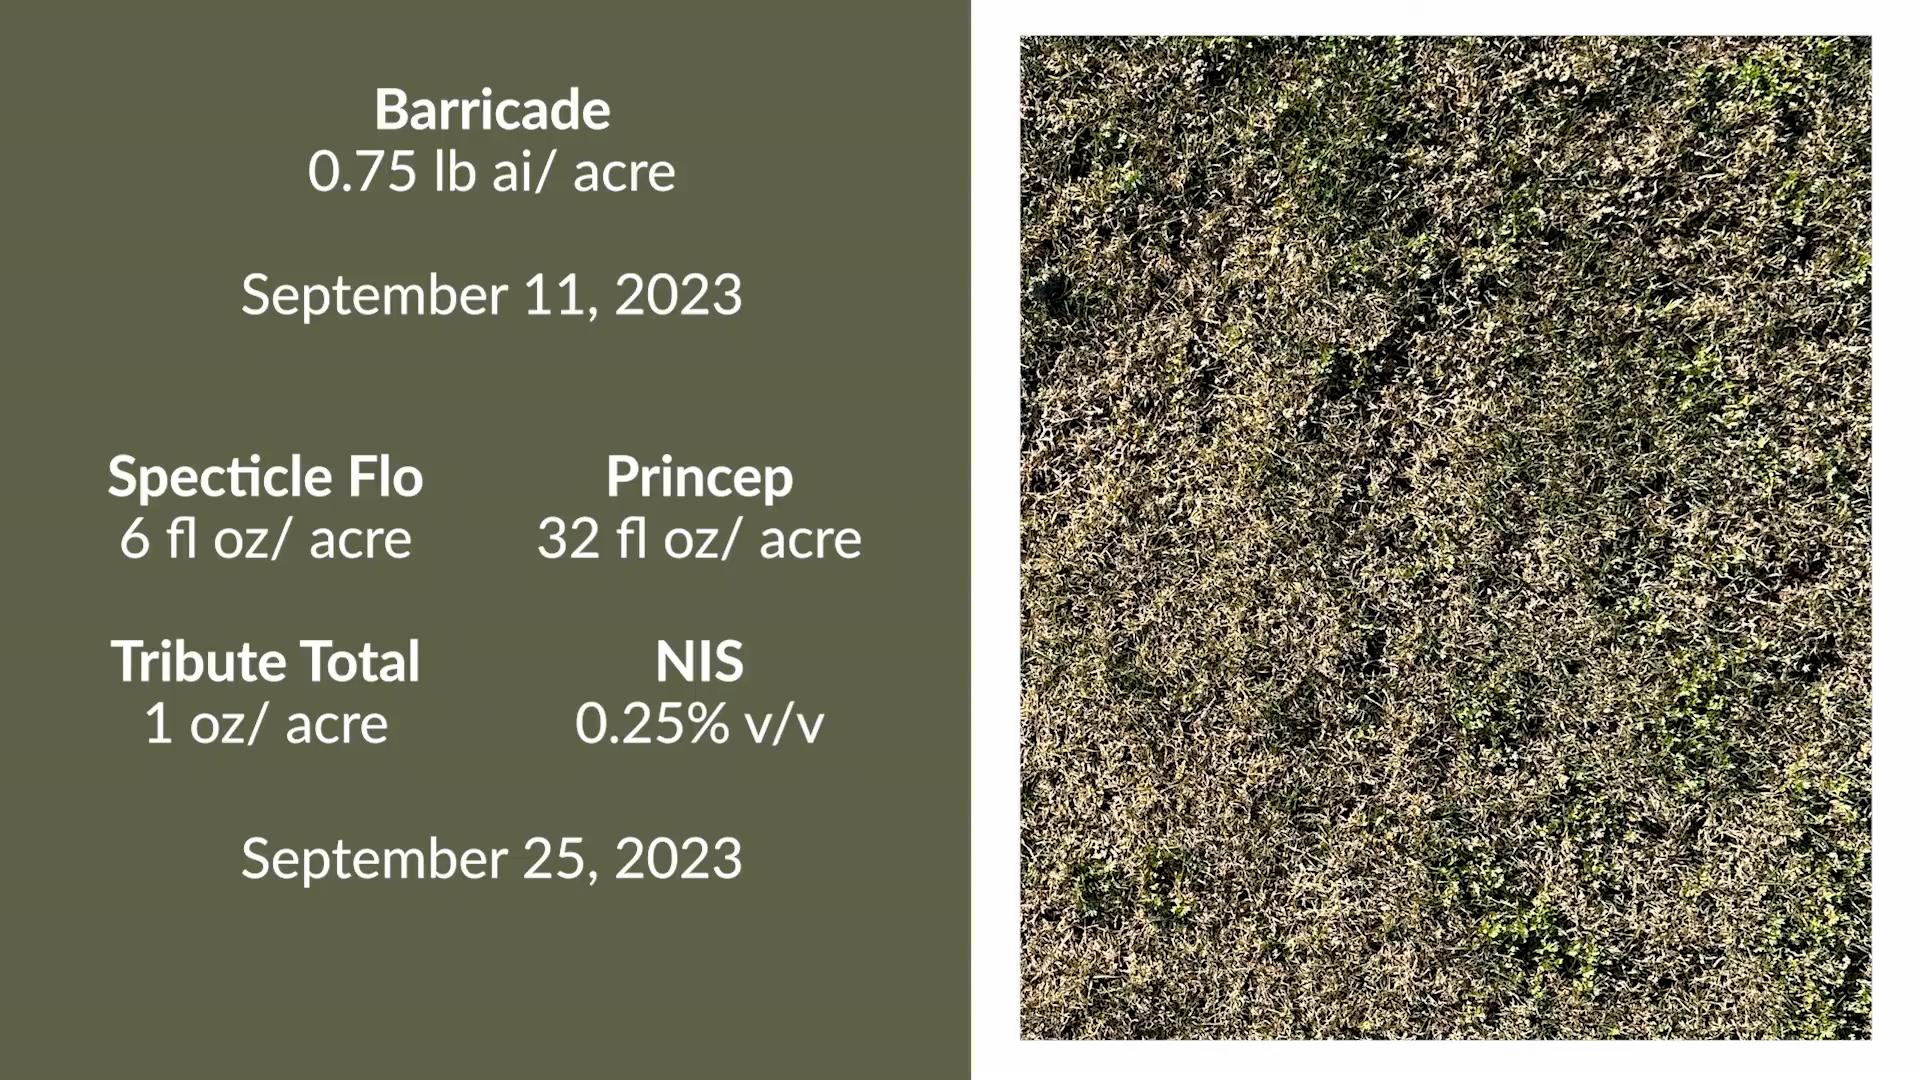 Barricade
0.75 lb ai/ acre
September 11, 2023
Specticle Flo
6 fl oz/ acre
Princep
32 fl oz/ acre
Tribute Total
1 oz/ acre
NIS
0.25% v/v
September 25, 2023